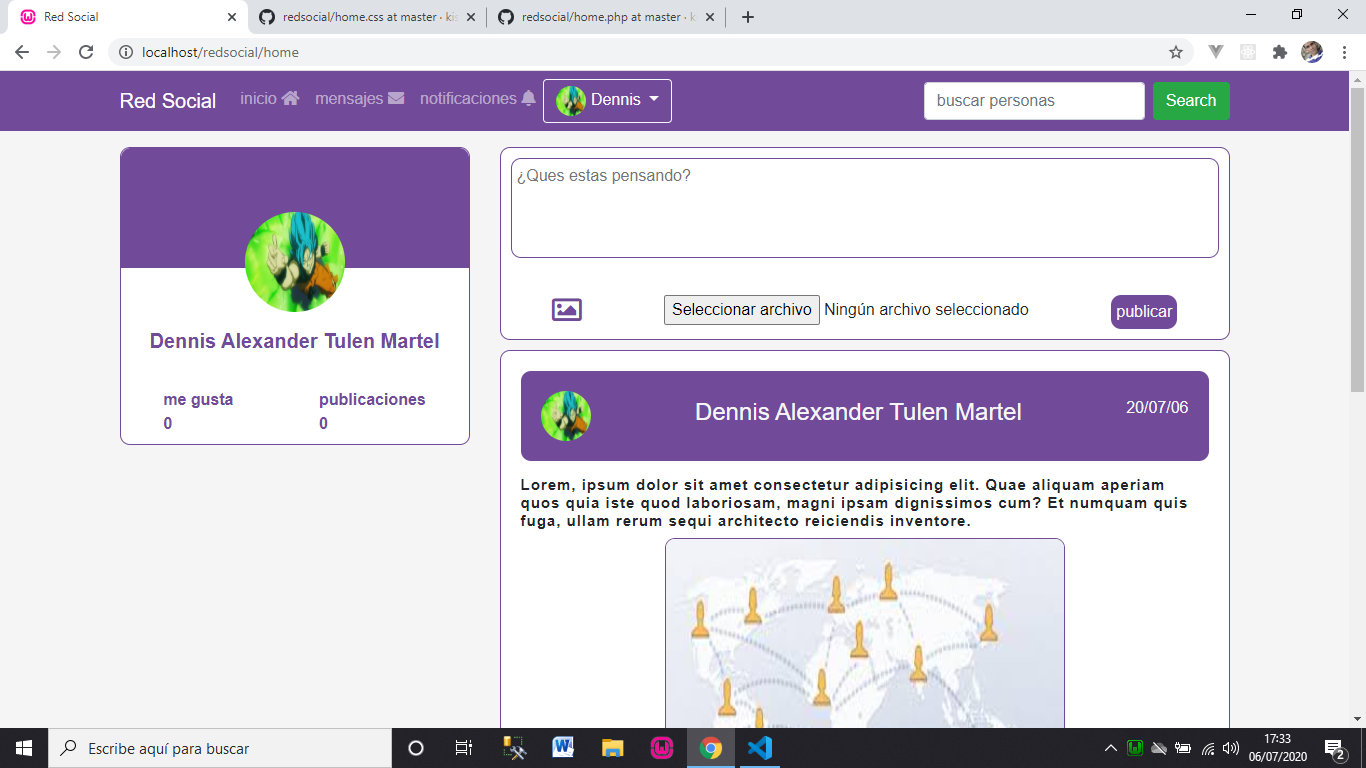 Red Social
redsocial/home.css at master · kis
redsocial/home.php at master · k
localhost/redsocial/home
Red Social
inicio
mensajes
notificaciones
Dennis
buscar personas
Search
Dennis Alexander Tulen Martel
me gusta
publicaciones
0
0
¿Ques estas pensando?
Seleccionar archivo
Ningún archivo seleccionado
publicar
Dennis Alexander Tulen Martel
20/07/06
Lorem, ipsum dolor sit amet consectetur adipisicing elit. Quae aliquam aperiam
quos quia iste quod laboriosam, magni ipsam dignissimos cum? Et numquam quis
fuga, ullam rerum sequi architecto reiciendis inventore.
Escribe aquí para buscar
17:33
06/07/2020
2